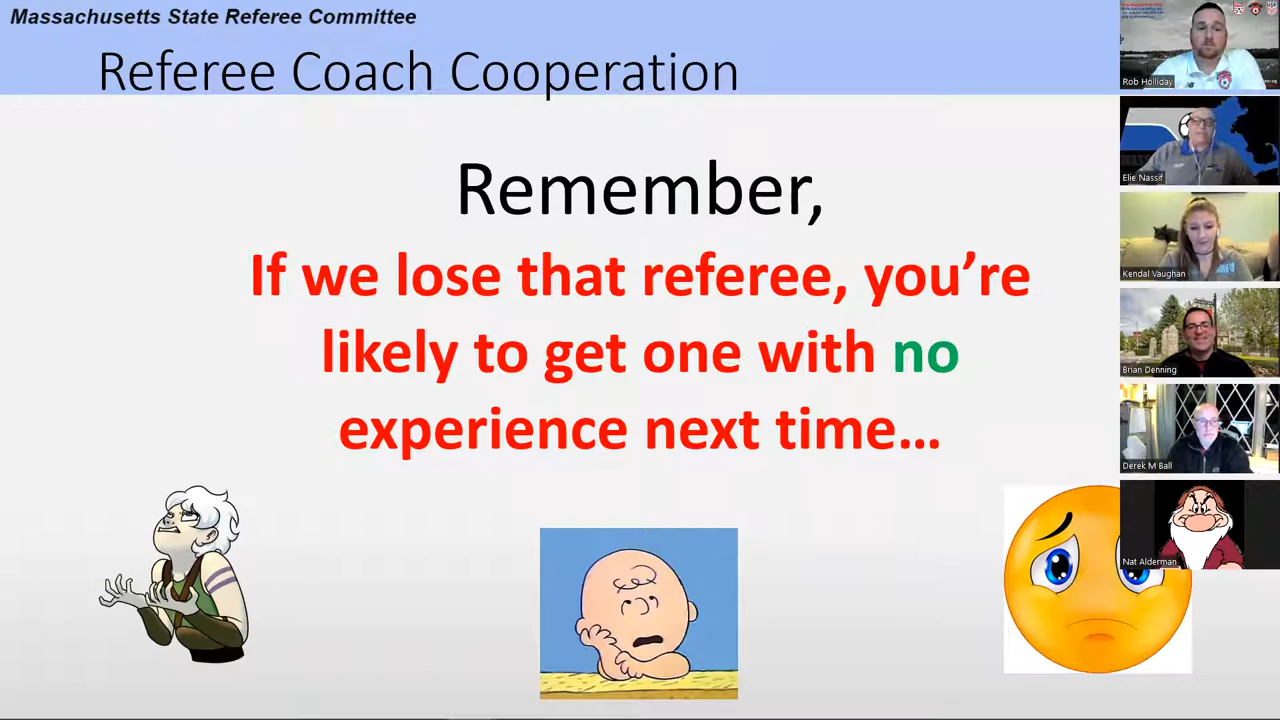 Massachusetts State Referee Committee
Referee Coach Cooperation
Remember,
If we lose that referee, you’re
likely to get one with no
experience next time…
Rob Holliday
Elie Nassif
Kendal Vaughan
Brian Denning
Derek M Ball
Nat Alderman